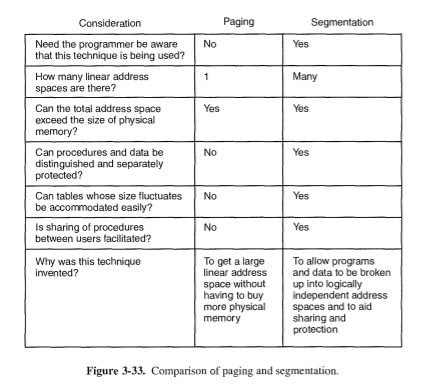 Consideration Paging Segmentation
Need the programmer be aware No Yes
that this technique is being used?
How many linear address 1 Many
spaces are there?
Can the total address space Yes Yes
exceed the size of physical
memory?
Can procedures and data be No Yes
distinguished and separately
protected?
Can tables whose size fluctuates No Yes
be accommodated easily?
Is sharing of procedures No Yes
between users facilitated?
Why was this technique To get a large To allow programs
invented? linear address and data to be broken
space without up into logically
having to buy independent address
more physical spaces and to aid
memory sharing and
protection
Figure 3-33. Comparison of paging and segmentation.